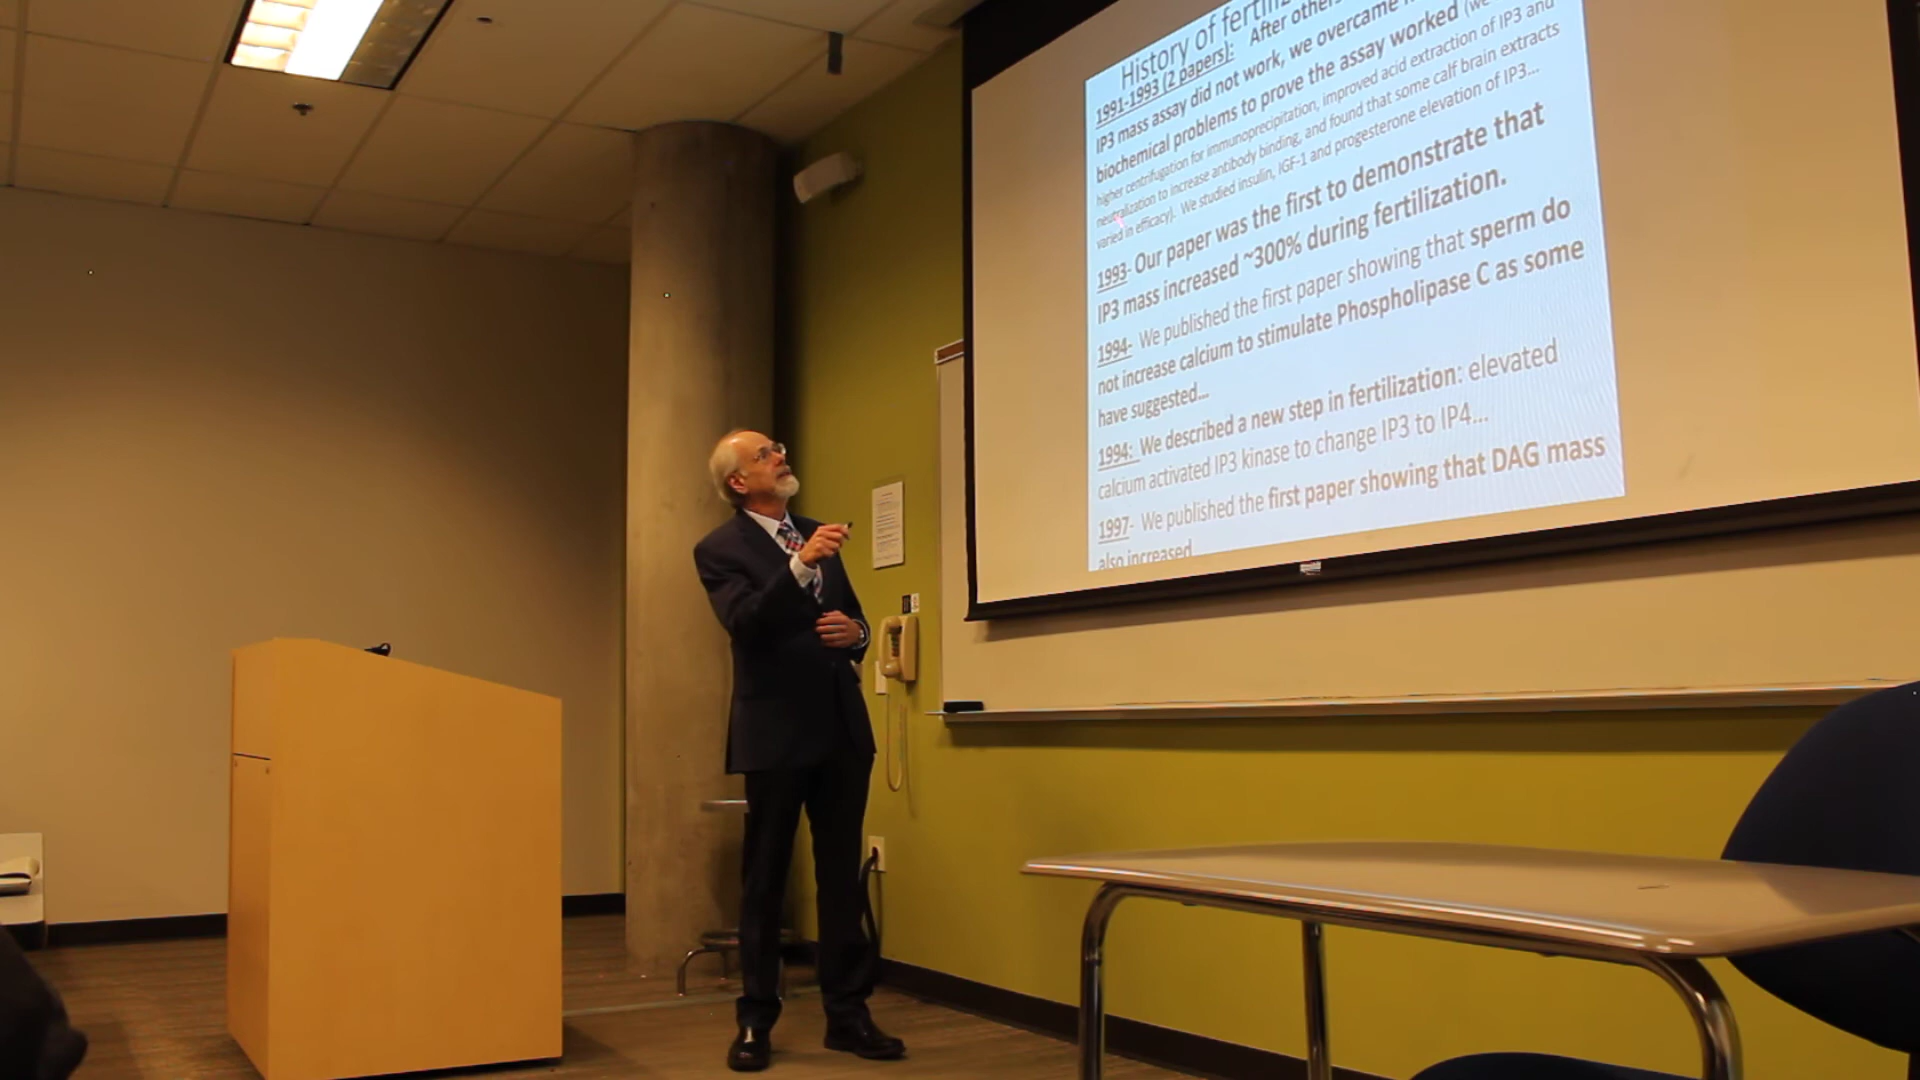 History of fertiliz
1991-1993 (2 papers): After others
IP3 mass assay did not work, we overcame
biochemical problems to prove the assay worked (we
higher centrifugation for immunoprecipitation, improved acid extraction of IP3 and
neutralization to increase antibody binding, and found that some calf brain extracts
varied in efficacy). We studied insulin, IGF-1 and progesterone elevation of IP3...
1993- Our paper was the first to demonstrate that
IP3 mass increased ~300% during fertilization.
1994- We published the first paper showing that sperm do
not increase calcium to stimulate Phospholipase C as some
have suggested...
1994: We described a new step in fertilization: elevated
calcium activated IP3 kinase to change IP3 to IP4...
1997- We published the first paper showing that DAG mass
also increased